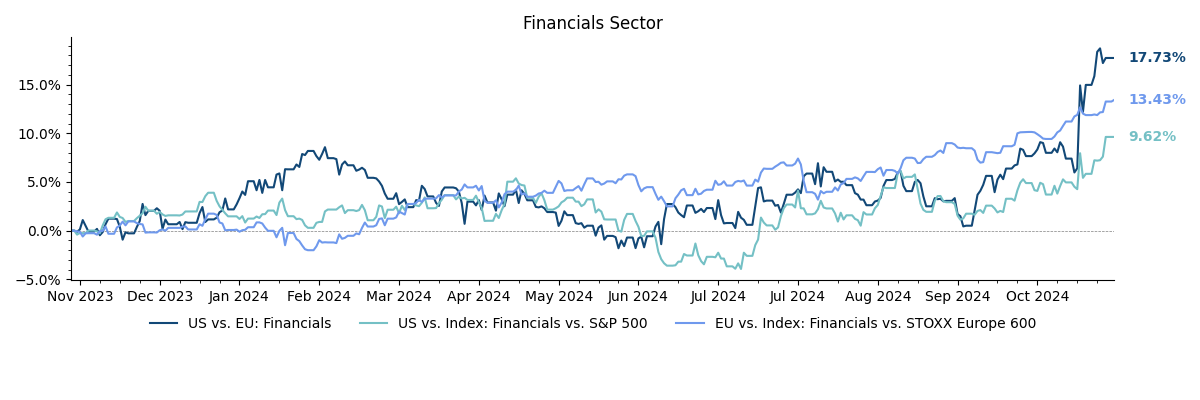 Financials Sector
15.0%
10.0%
5.0%
0.0%
−5.0%
17.73%
13.43%
9.62%
Nov 2023 Dec 2023 Jan 2024 Feb 2024 Mar 2024 Apr 2024 May 2024 Jun 2024 Jul 2024 Jul 2024 Aug 2024 Sep 2024 Oct 2024
US vs. EU: Financials US vs. Index: Financials vs. S&P 500 EU vs. Index: Financials vs. STOXX Europe 600